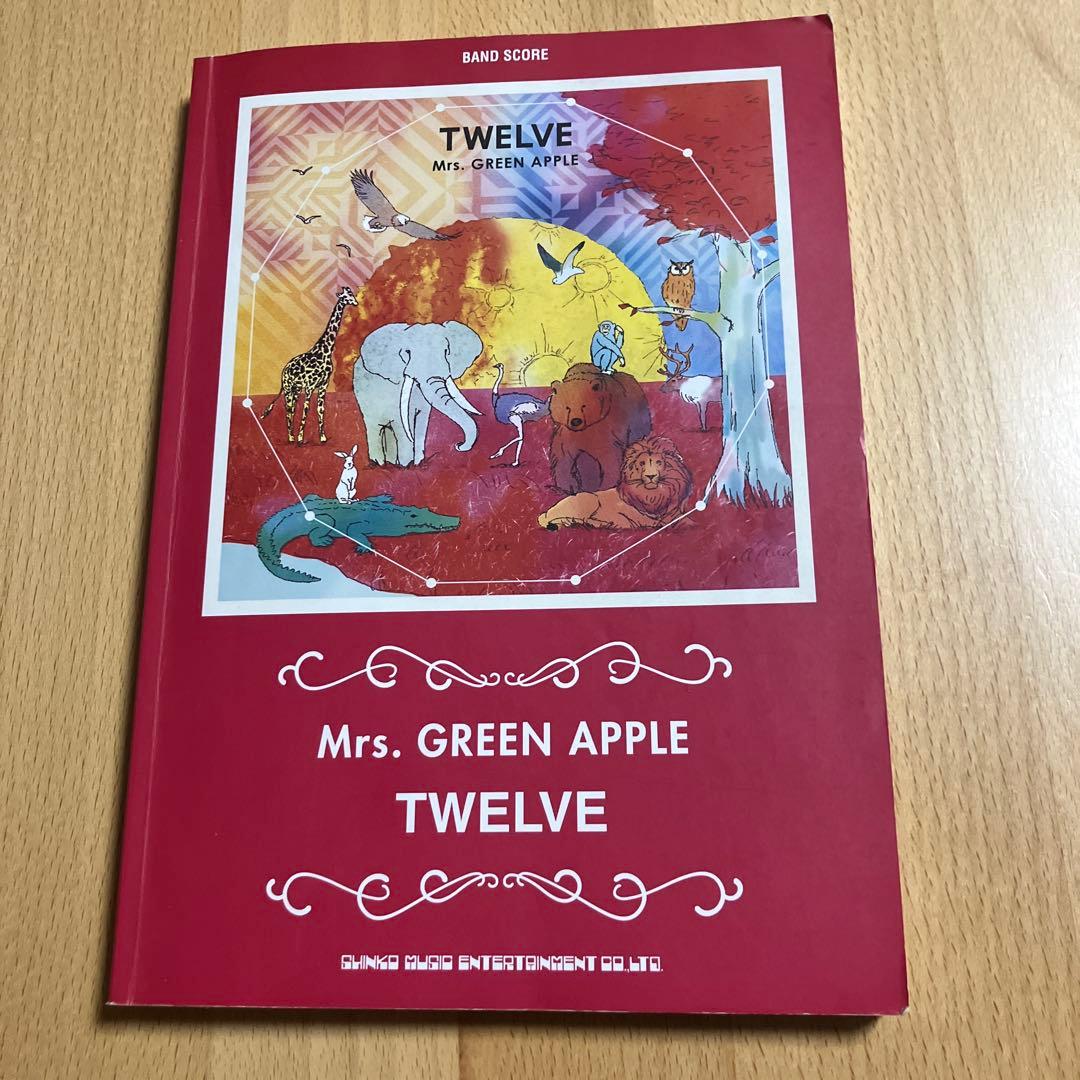 BAND SCORE
TWELVE
Mrs. GREEN APPLE
Mrs. GREEN APPLE
TWELVE
SHINKO MUSIC ENTERTAINMENT CO.,LTD.